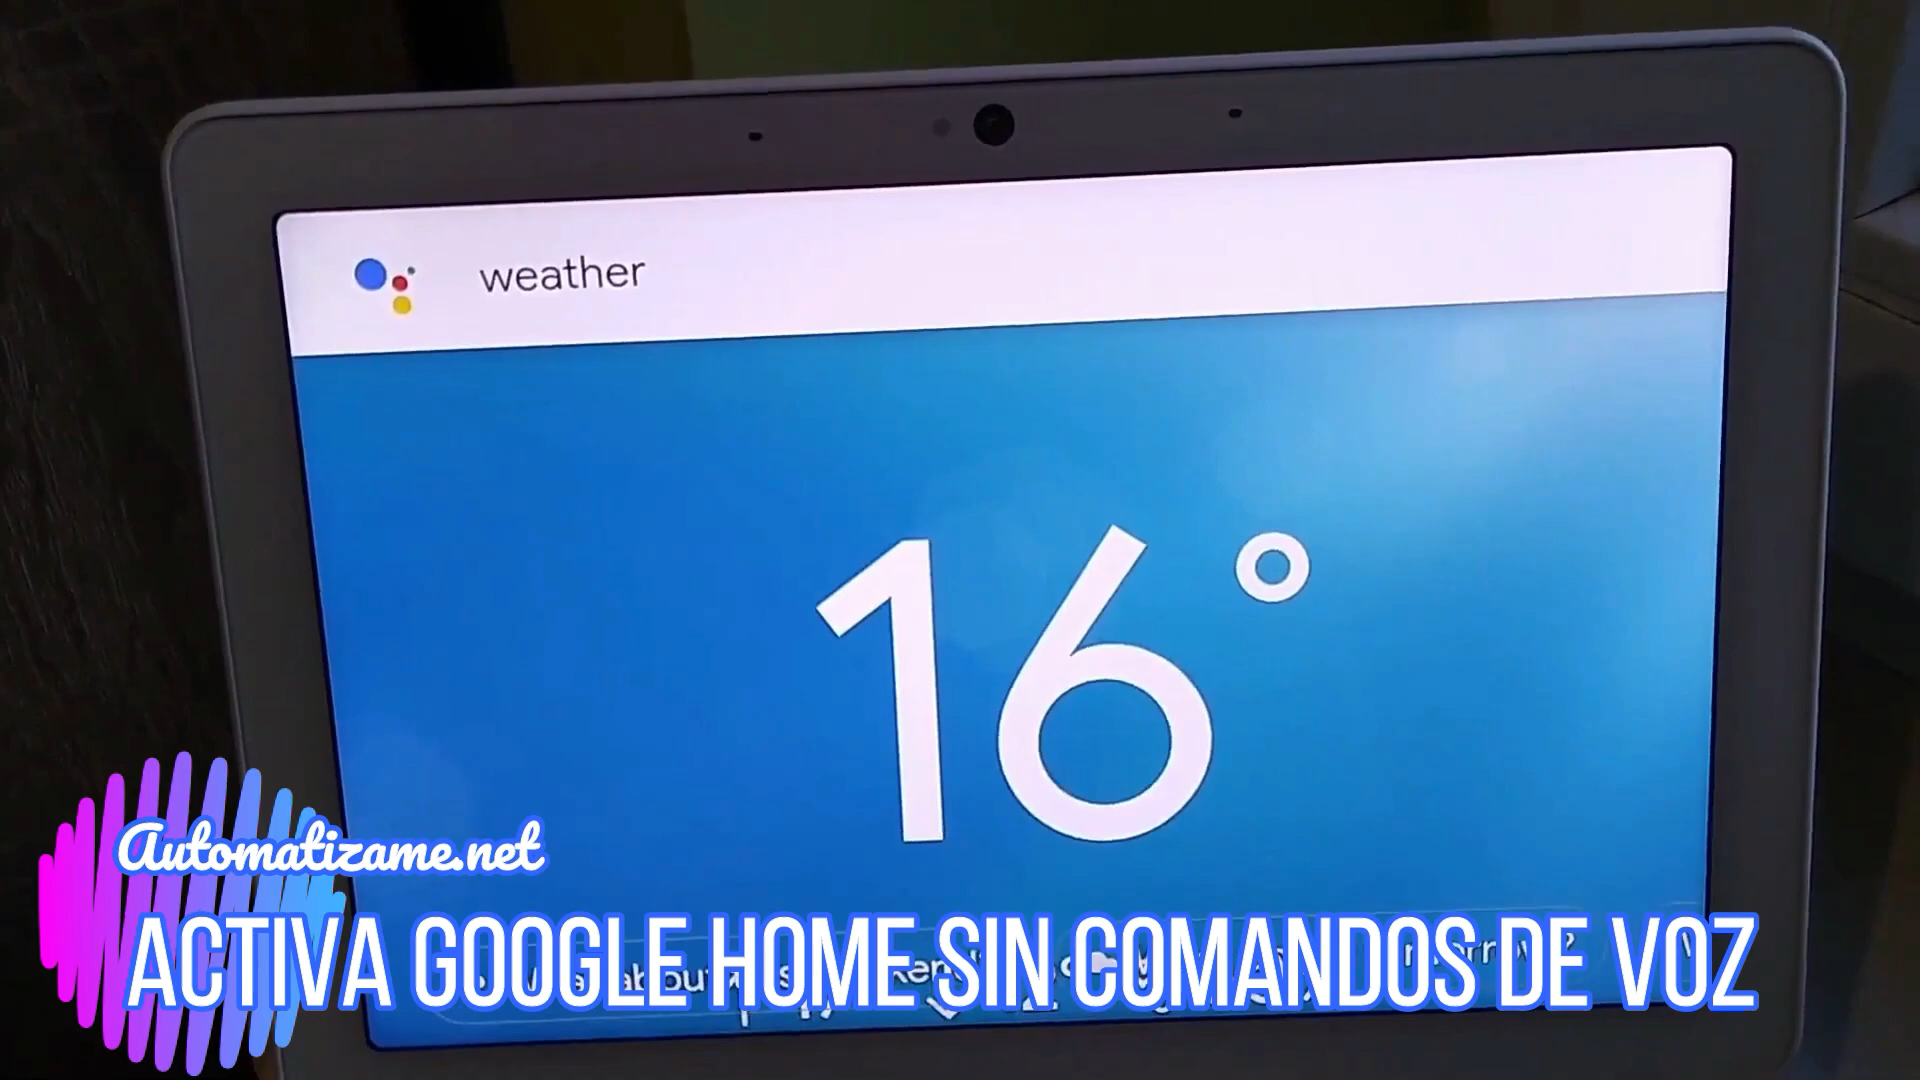 weather
16°
Automatizame.net
ACTIVA GOOGLE HOME SIN COMANDOS DE VOZ